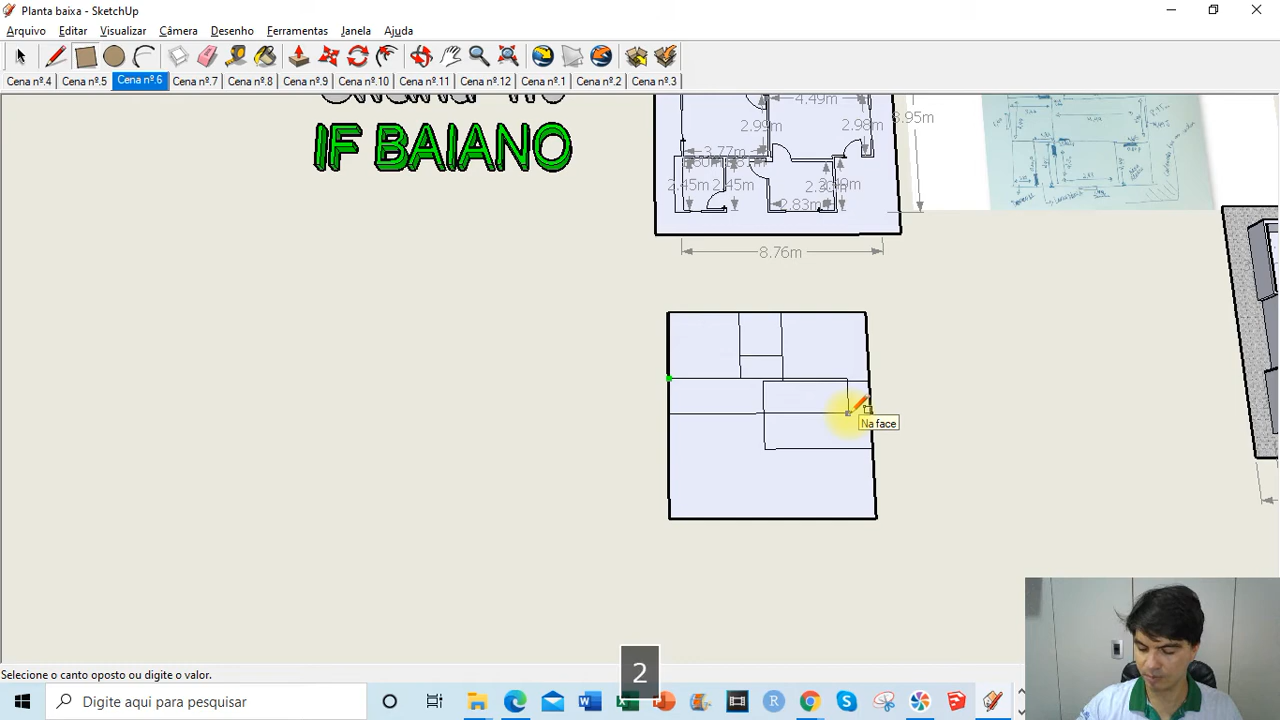 Planta baixa - SketchUp
Arquivo Editar Visualizar Câmera Desenho Ferramentas Janela Ajuda
Cena nº.4 Cena nº.5 Cena nº.6 Cena nº.7 Cena nº.8 Cena nº.9 Cena nº.10 Cena nº.11 Cena nº.12 Cena nº.1 Cena nº.2 Cena nº.3
IF BAIANO
4.49m
2.99m 2.98m 8.95m
3.77m
2.45m 2.45m
2.83m
8.76m
Na face
2
Selecione o canto oposto ou digite o valor.
Digite aqui para pesquisar